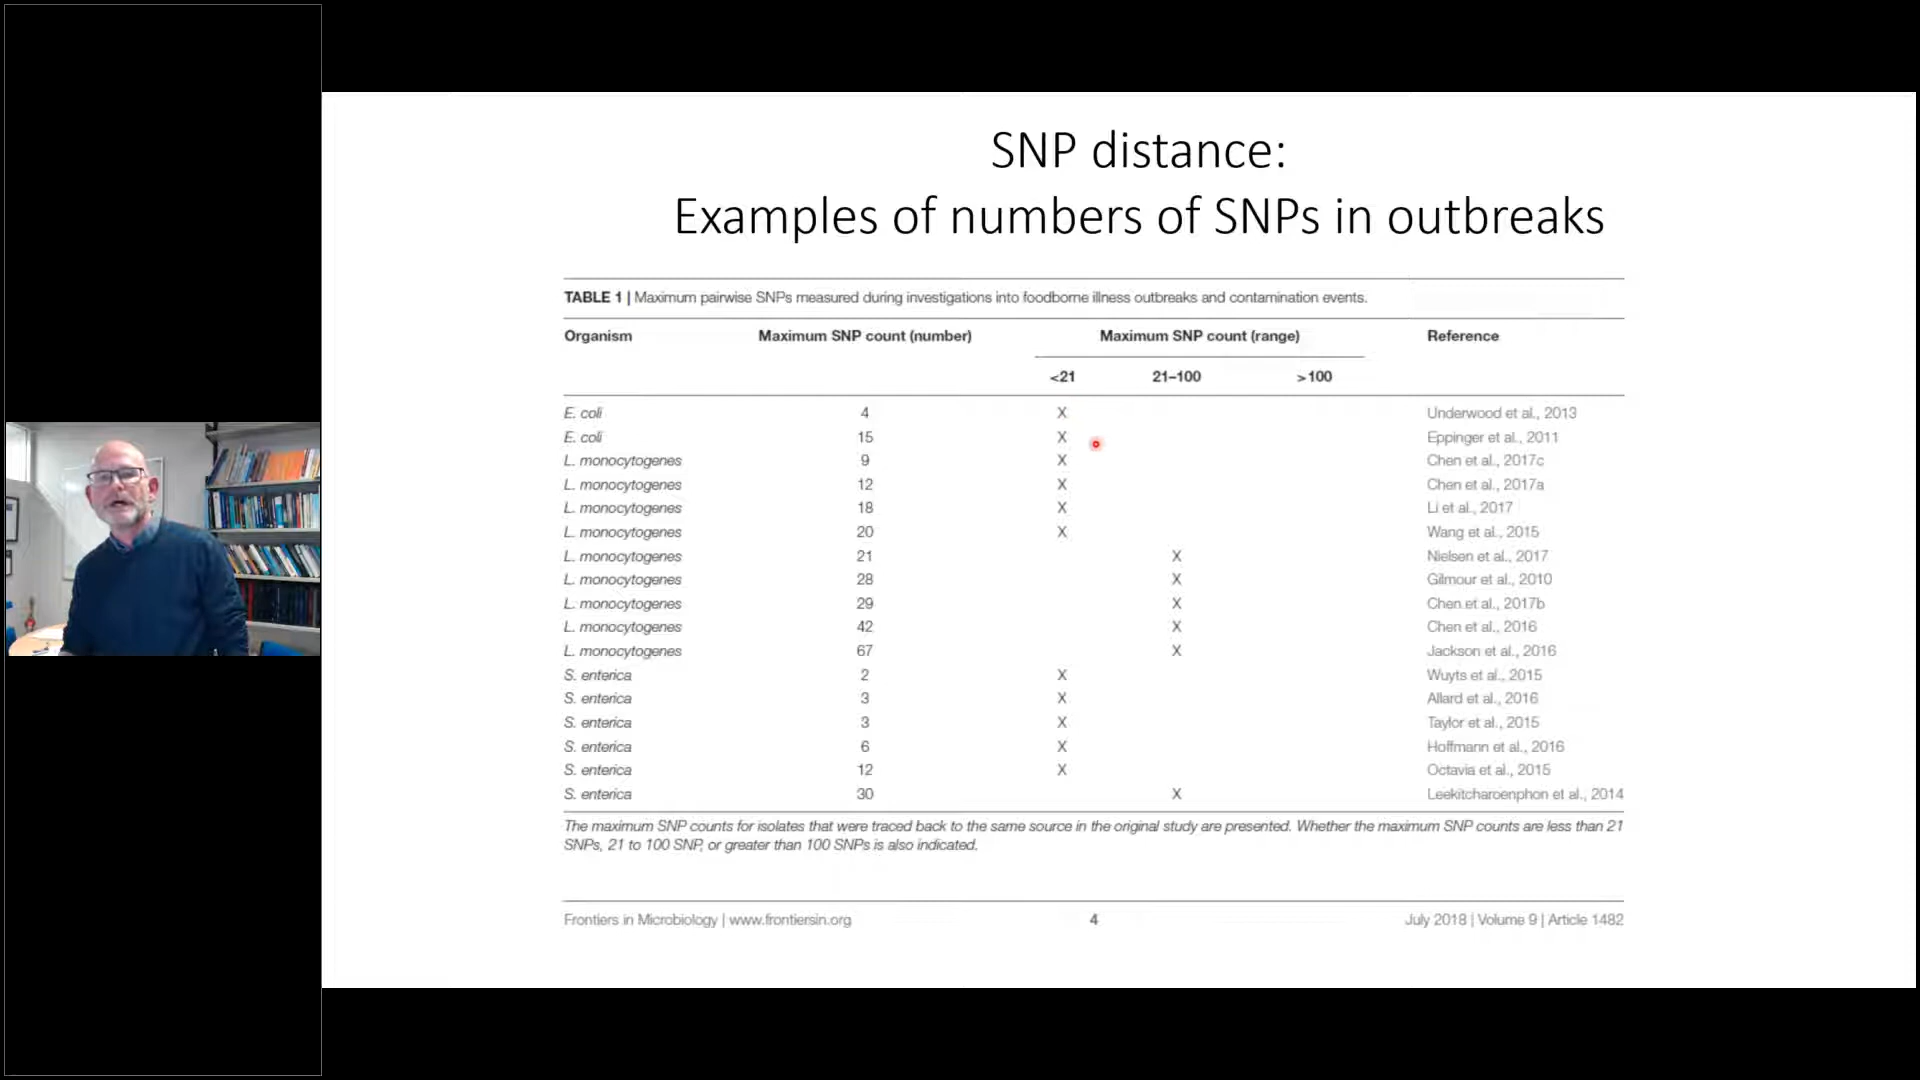 SNP distance:
Examples of numbers of SNPs in outbreaks
TABLE 1 | Maximum pairwise SNPs measured during investigations into foodborne illness outbreaks and contamination events.
Organism Maximum SNP count (number) Maximum SNP count (range) Reference
<21 21–100 >100
E. coli 4 X Underwood et al., 2013
E. coli 15 X Eppinger et al., 2011
L. monocytogenes 9 X Chen et al., 2017c
L. monocytogenes 12 X Chen et al., 2017a
L. monocytogenes 18 X Li et al., 2017
L. monocytogenes 20 X Wang et al., 2015
L. monocytogenes 21 X Nielsen et al., 2017
L. monocytogenes 28 X Gilmour et al., 2010
L. monocytogenes 29 X Chen et al., 2017b
L. monocytogenes 42 X Chen et al., 2016
L. monocytogenes 67 X Jackson et al., 2016
S. enterica 2 X Wuyts et al., 2015
S. enterica 3 X Allard et al., 2016
S. enterica 3 X Taylor et al., 2015
S. enterica 6 X Hoffmann et al., 2016
S. enterica 12 X Octavia et al., 2015
S. enterica 30 X Leekitcharoenphon et al., 2014
The maximum SNP counts for isolates that were traced back to the same source in the original study are presented. Whether the maximum SNP counts are less than 21
SNPs, 21 to 100 SNP, or greater than 100 SNPs is also indicated.
Frontiers in Microbiology | www.frontiersin.org 4 July 2018 | Volume 9 | Article 1482